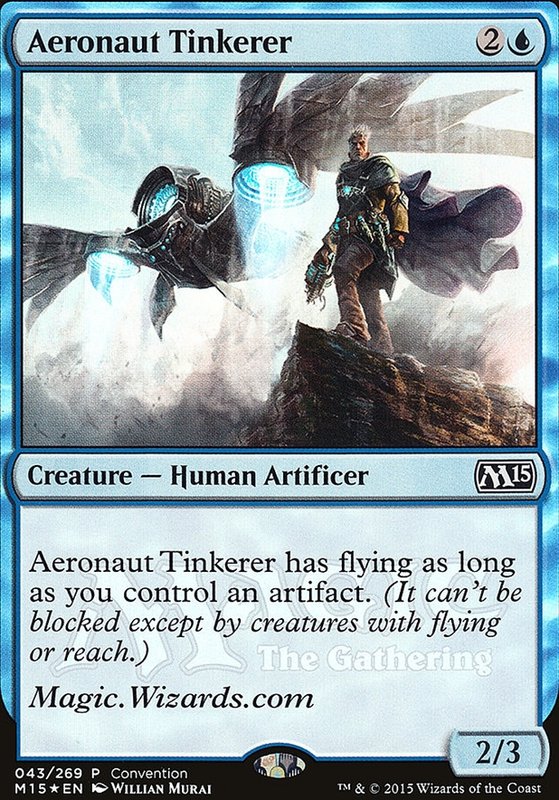 Aeronaut Tinkerer 2
Creature — Human Artificer M15
Aeronaut Tinkerer has flying as long
as you control an artifact. (It can't be
blocked except by creatures with flying
or reach.)
Magic.Wizards.com
Magic
The Gathering
2/3
043/269 P Convention
M15★EN Willian Murai ™ & © 2015 Wizards of the Coast